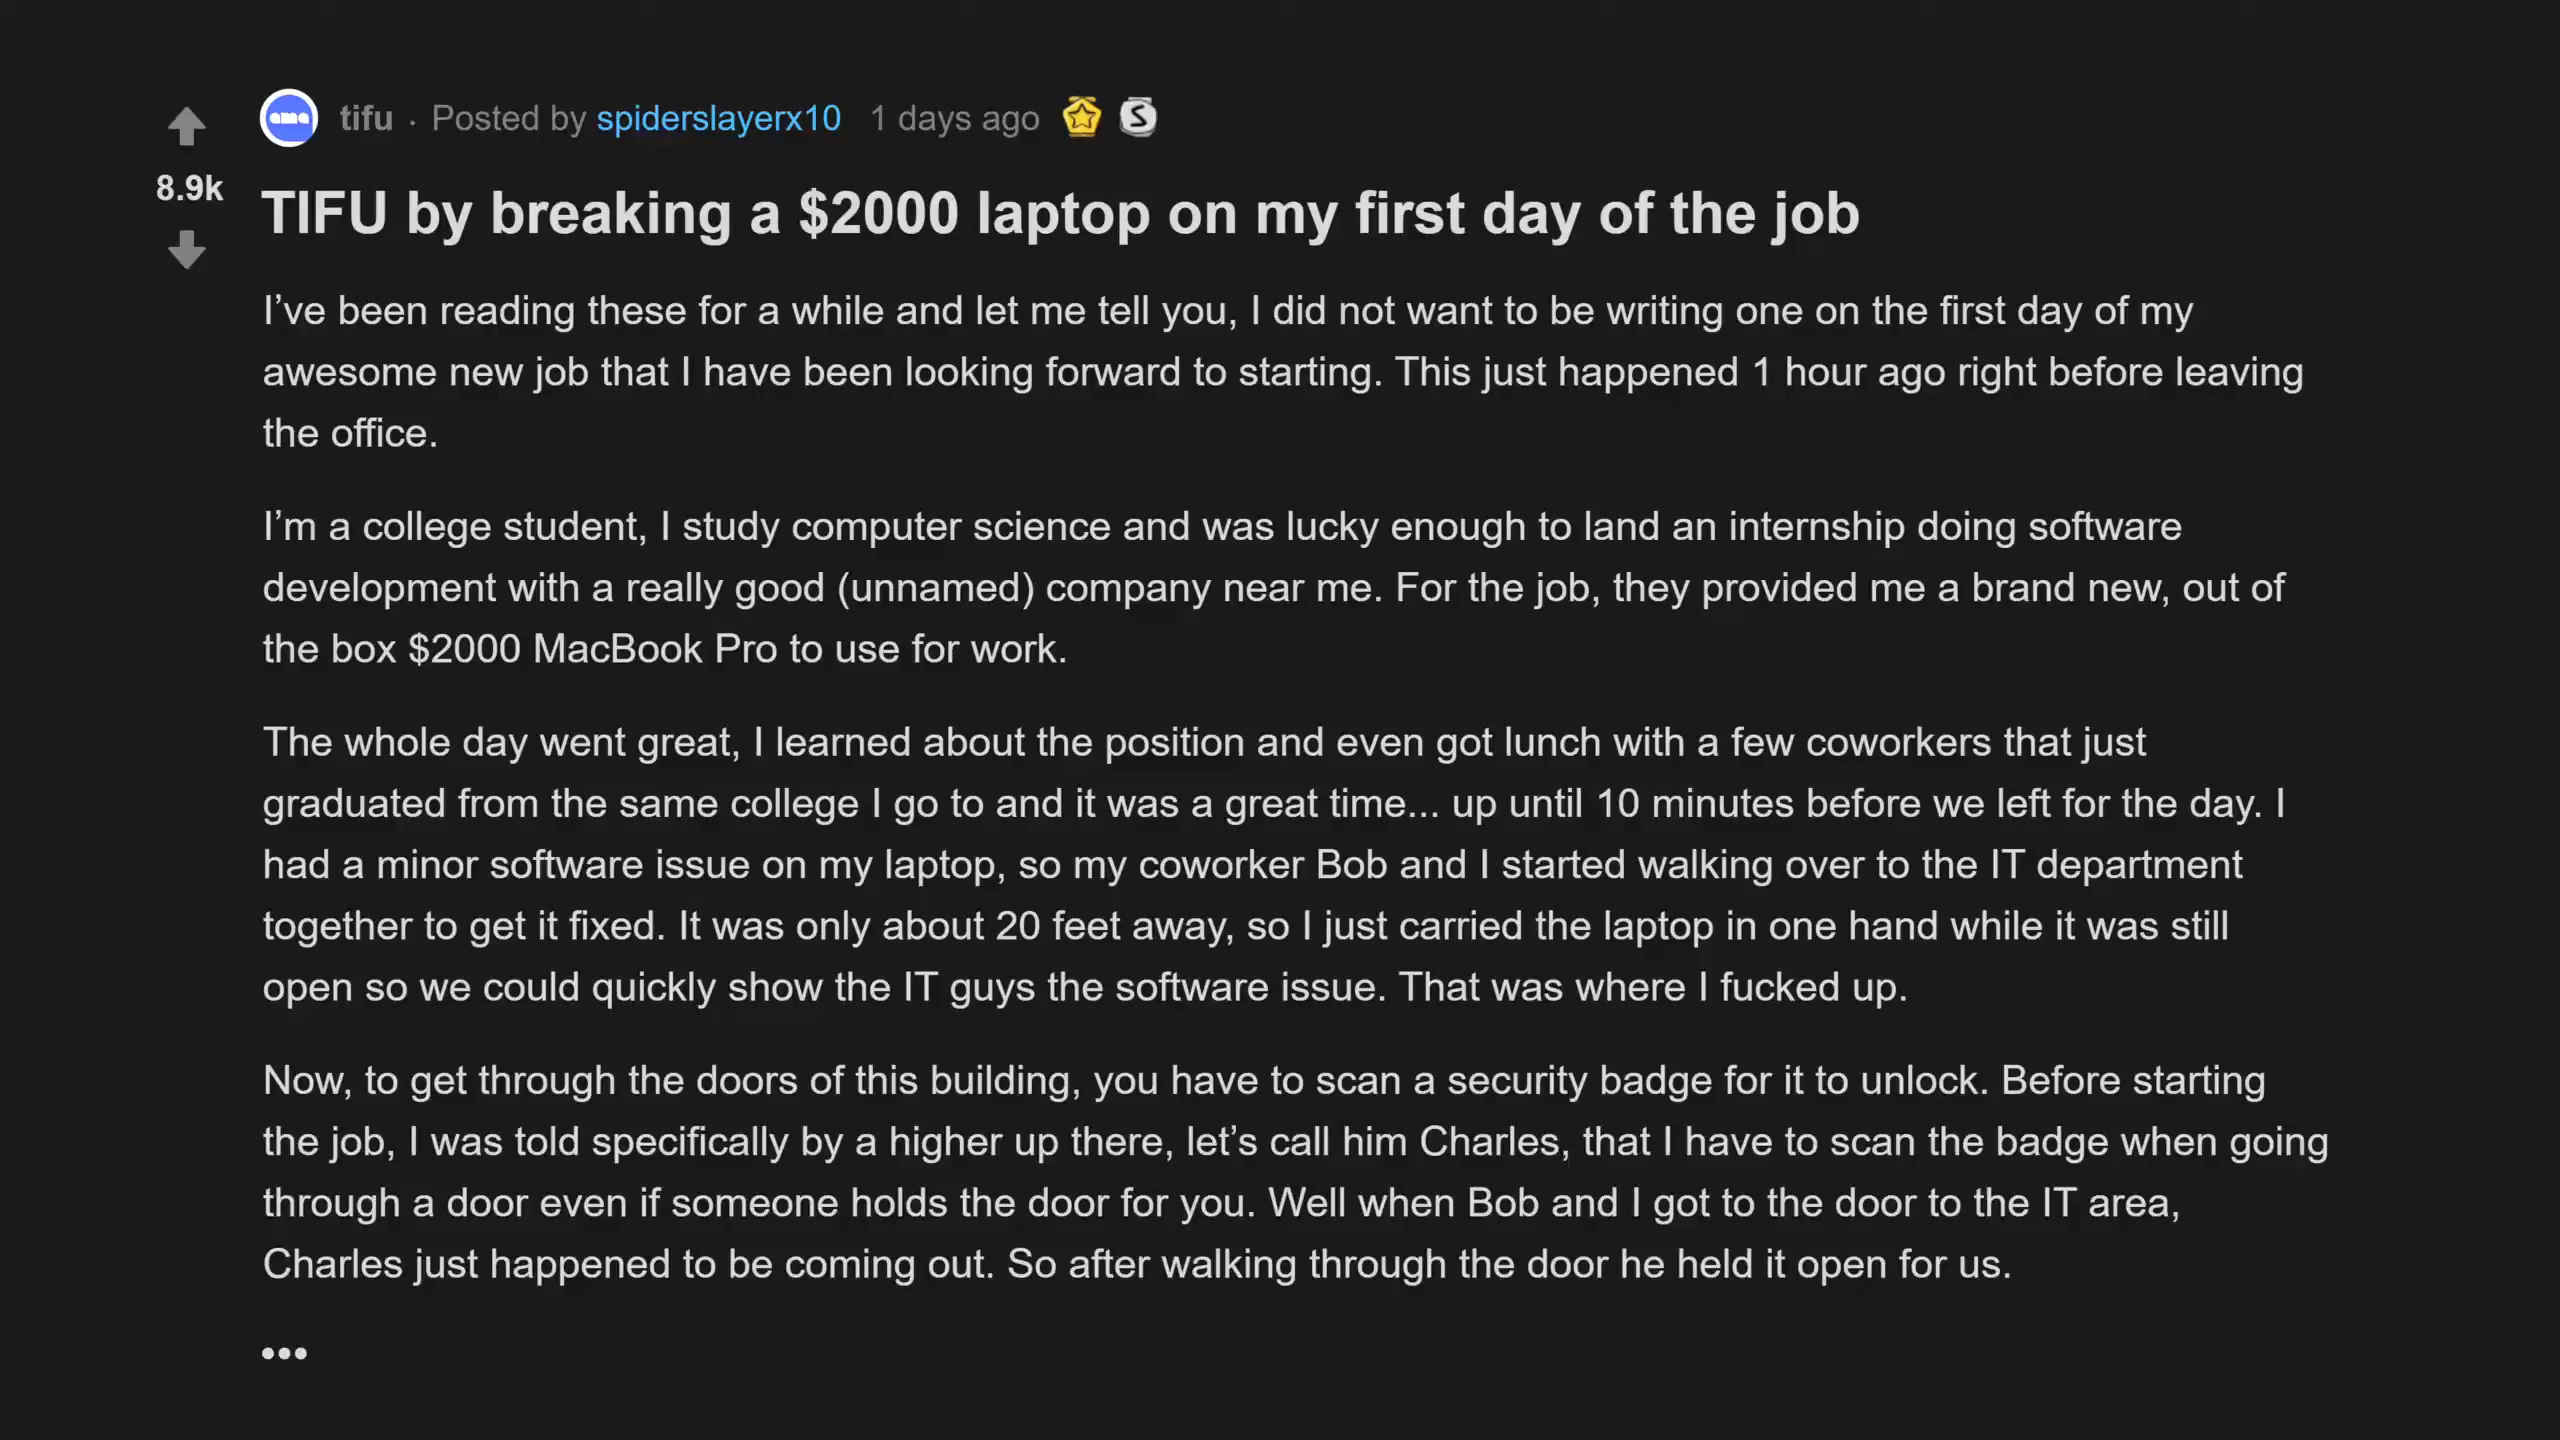 tifu · Posted by spiderslayerx10 1 days ago
8.9k
TIFU by breaking a $2000 laptop on my first day of the job
I’ve been reading these for a while and let me tell you, I did not want to be writing one on the first day of my
awesome new job that I have been looking forward to starting. This just happened 1 hour ago right before leaving
the office.
I’m a college student, I study computer science and was lucky enough to land an internship doing software
development with a really good (unnamed) company near me. For the job, they provided me a brand new, out of
the box $2000 MacBook Pro to use for work.
The whole day went great, I learned about the position and even got lunch with a few coworkers that just
graduated from the same college I go to and it was a great time... up until 10 minutes before we left for the day. I
had a minor software issue on my laptop, so my coworker Bob and I started walking over to the IT department
together to get it fixed. It was only about 20 feet away, so I just carried the laptop in one hand while it was still
open so we could quickly show the IT guys the software issue. That was where I fucked up.
Now, to get through the doors of this building, you have to scan a security badge for it to unlock. Before starting
the job, I was told specifically by a higher up there, let’s call him Charles, that I have to scan the badge when going
through a door even if someone holds the door for you. Well when Bob and I got to the door to the IT area,
Charles just happened to be coming out. So after walking through the door he held it open for us.
•••